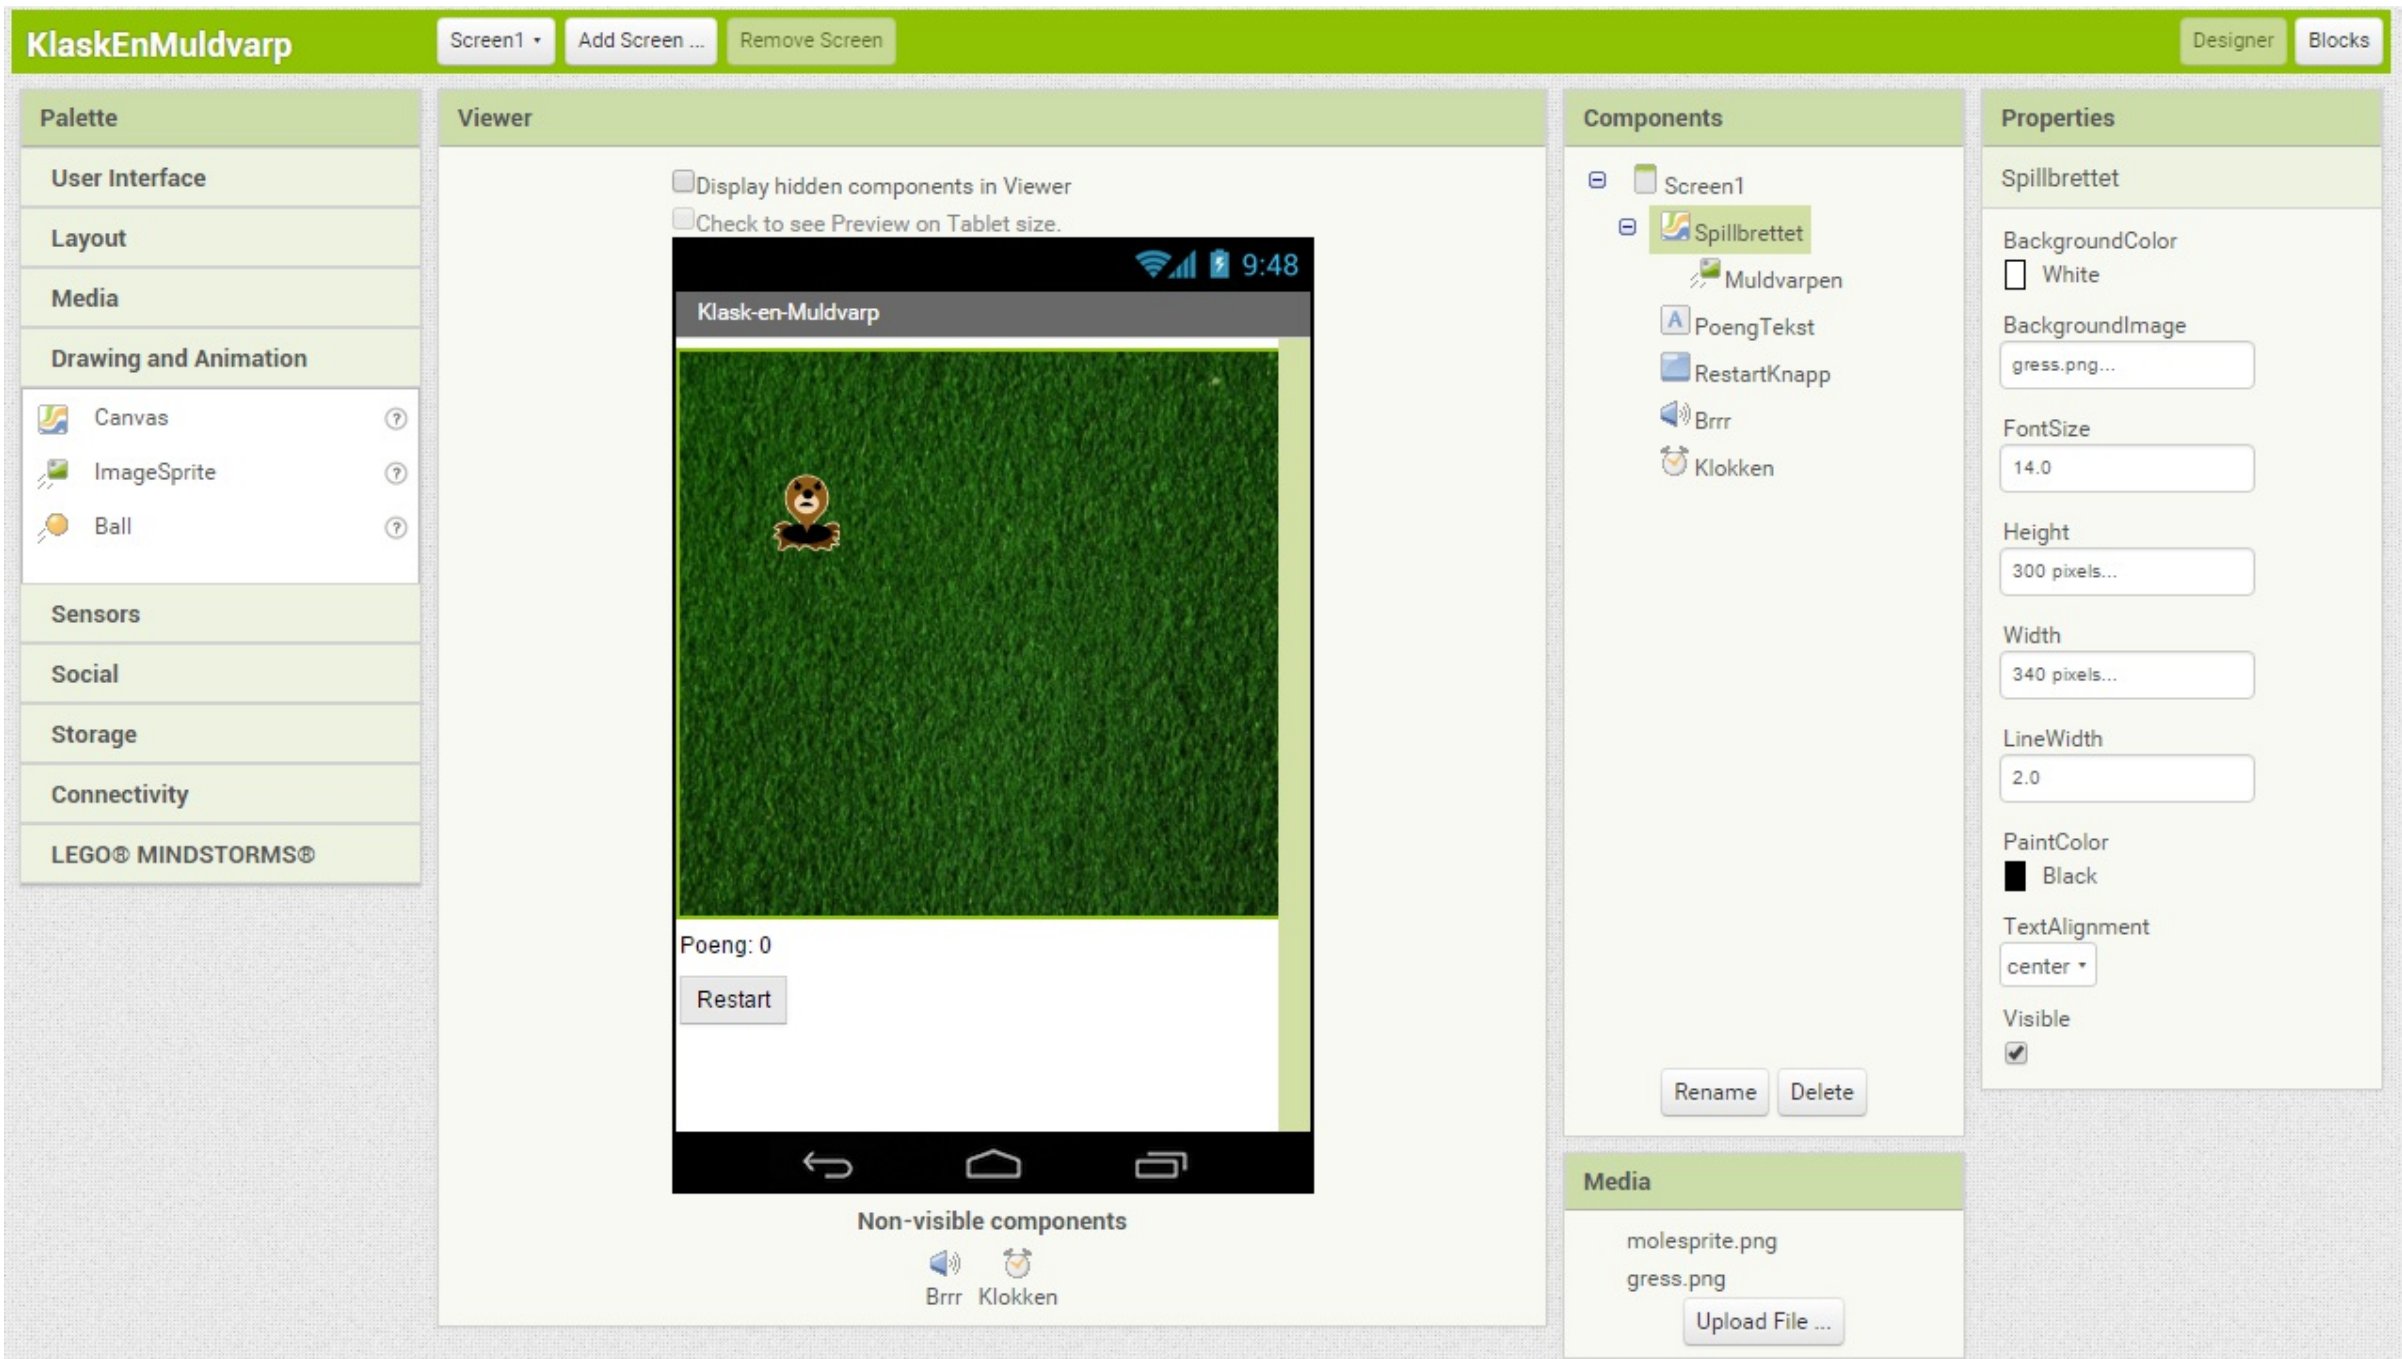 KlaskEnMuldvarp
Screen1
Add Screen ...
Remove Screen
Designer
Blocks
Palette
User Interface
Layout
Media
Drawing and Animation
Canvas
?
ImageSprite
?
Ball
?
Sensors
Social
Storage
Connectivity
LEGO® MINDSTORMS®
Viewer
Display hidden components in Viewer
Check to see Preview on Tablet size.
9:48
Klask-en-Muldvarp
Poeng: 0
Restart
Non-visible components
Brrr
Klokken
Components
Screen1
Spillbrettet
Muldvarpen
A PoengTekst
RestartKnapp
Brrr
Klokken
Rename
Delete
Media
molesprite.png
gress.png
Upload File ...
Properties
Spillbrettet
BackgroundColor
White
BackgroundImage
gress.png...
FontSize
14.0
Height
300 pixels...
Width
340 pixels...
LineWidth
2.0
PaintColor
Black
TextAlignment
center
Visible